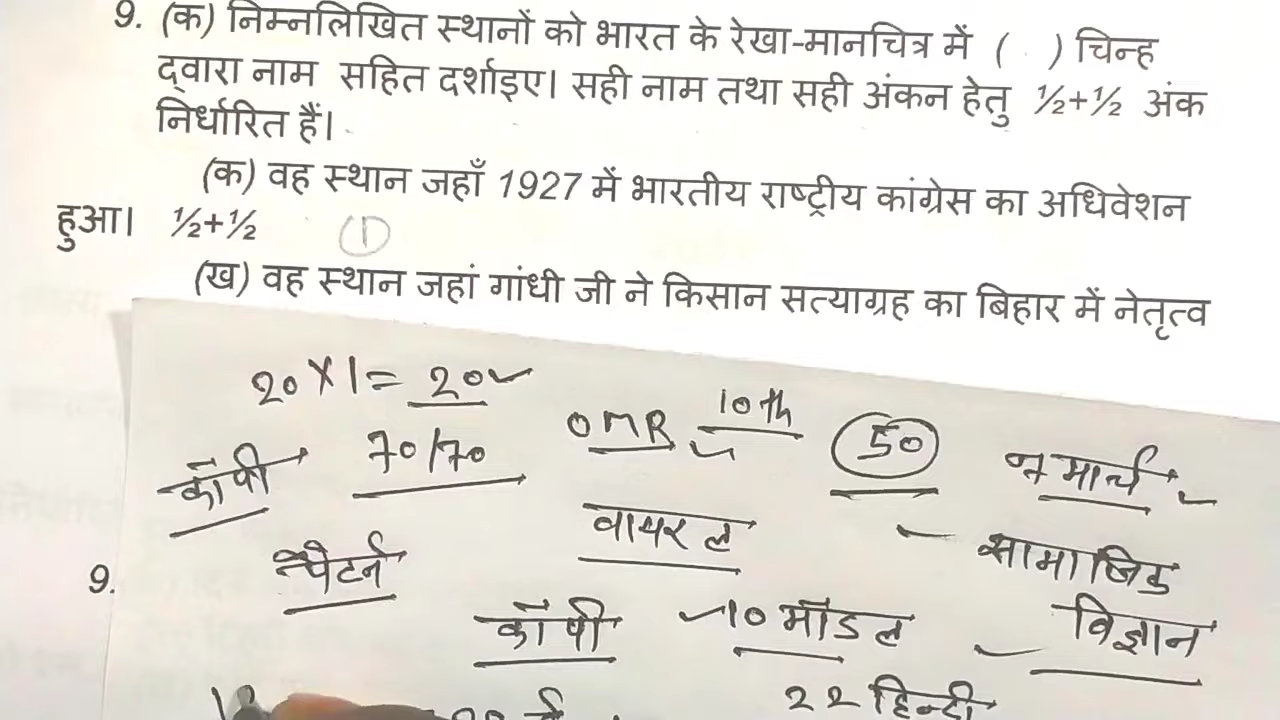 9. (क) निम्नलिखित स्थानों को भारत के रेखा-मानचित्र में ( . ) चिन्ह
द्वारा नाम सहित दर्शाइए। सही नाम तथा सही अंकन हेतु ½+½ अंक
निर्धारित हैं।
(क) वह स्थान जहाँ 1927 में भारतीय राष्ट्रीय कांग्रेस का अधिवेशन
हुआ। ½+½ (1)
(ख) वह स्थान जहां गांधी जी ने किसान सत्याग्रह का बिहार में नेतृत्व
20 X 1 = 20
OMR 10th 50
कॉपी 70/70 मार्च
वायरल सामाजिक
9. पेटर्न
कॉपी 10 मॉडल विज्ञान
22 हिन्दी